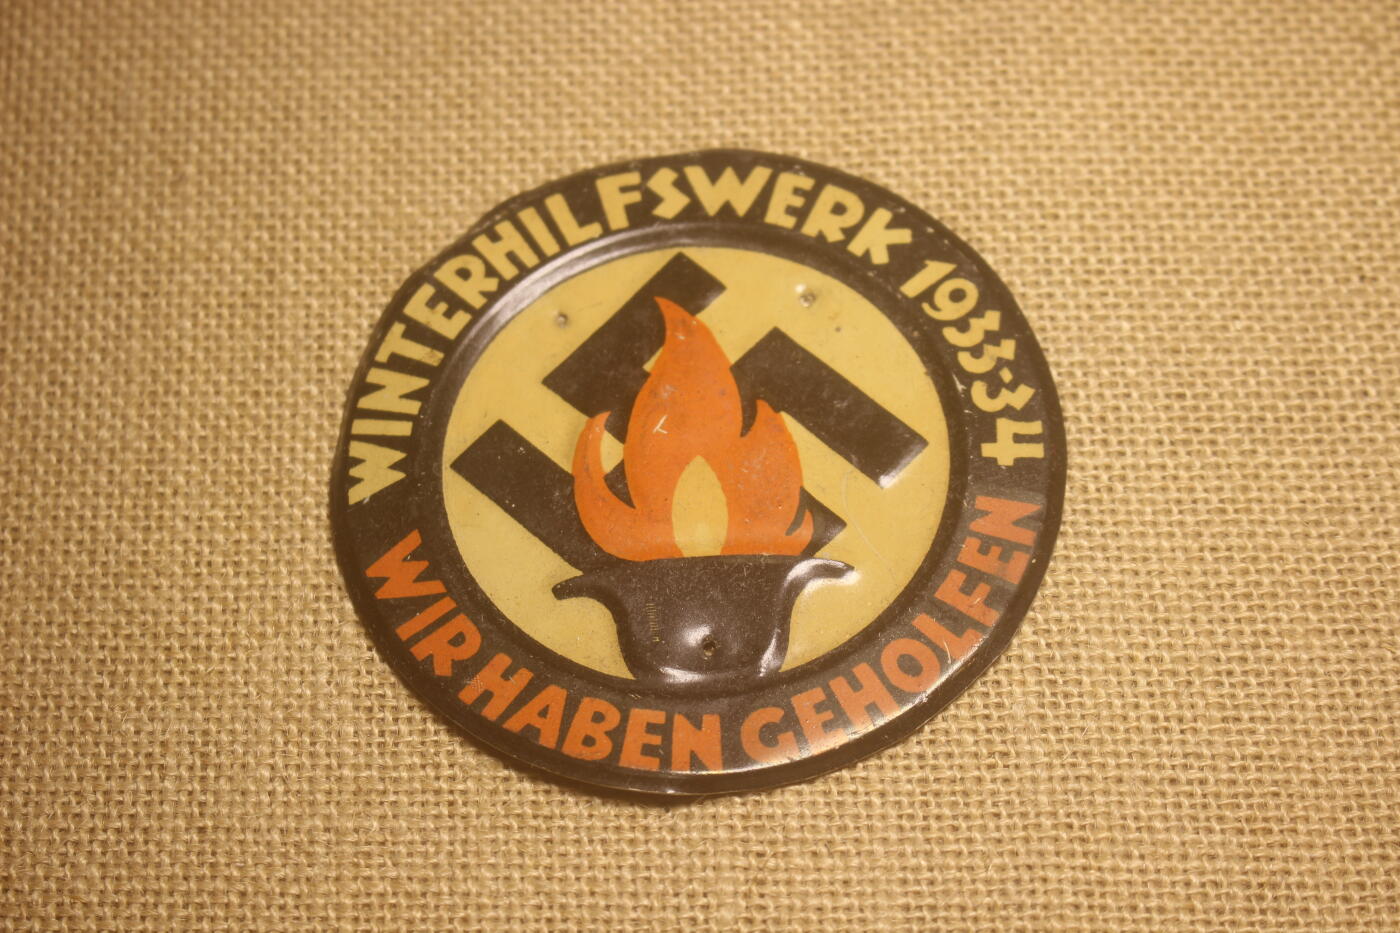 WINTERHILFSWERK 1933-34
WIR HABEN GEHOLFEN